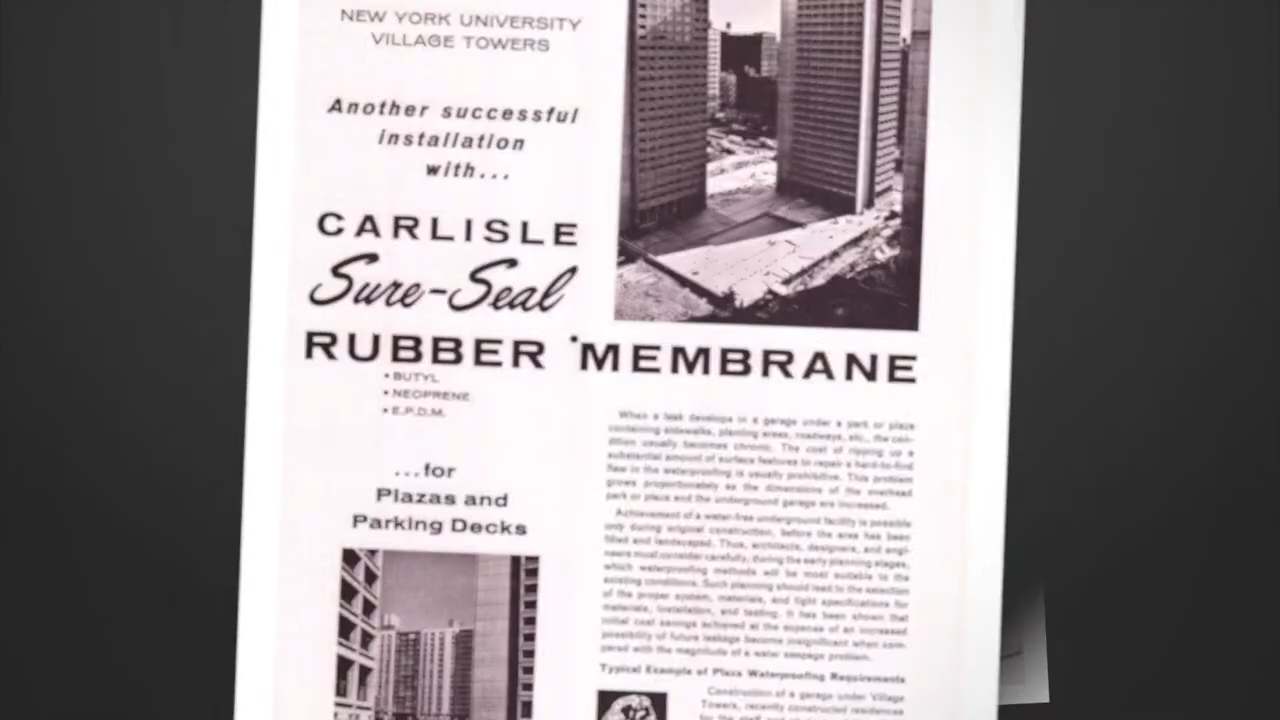 NEW YORK UNIVERSITY
VILLAGE TOWERS
Another successful
installation
with...
CARLISLE
Sure-Seal
RUBBER MEMBRANE
• BUTYL
• NEOPRENE
• E.P.D.M.
...for
Plazas and
Parking Decks
When a leak develops in a garage under a park or plaza
containing sidewalks, planting areas, roadways, etc., the con-
dition usually becomes chronic. The cost of ripping up a
substantial amount of surface features to repair a hard-to-find
flaw in the waterproofing is usually prohibitive. This problem
grows proportionately as the dimensions of the overhead
park or plaza and the underground garage are increased.
Achievement of a water-free underground facility is possible
only during original construction, before the area has been
filled and landscaped. Thus, architects, designers, and engi-
neers must consider carefully, during the early planning stages,
which waterproofing methods will be most suitable to the
existing conditions. Such planning should lead to the selection
of the proper system, materials, and tight specifications for
materials, installation, and testing. It has been shown that
initial cost savings achieved at the expense of an increased
possibility of future leakage become insignificant when com-
pared with the magnitude of a water seepage problem.
Typical Example of Plaza Waterproofing Requirements
Construction of a garage under Village
Towers, recently constructed residences
for the staff and